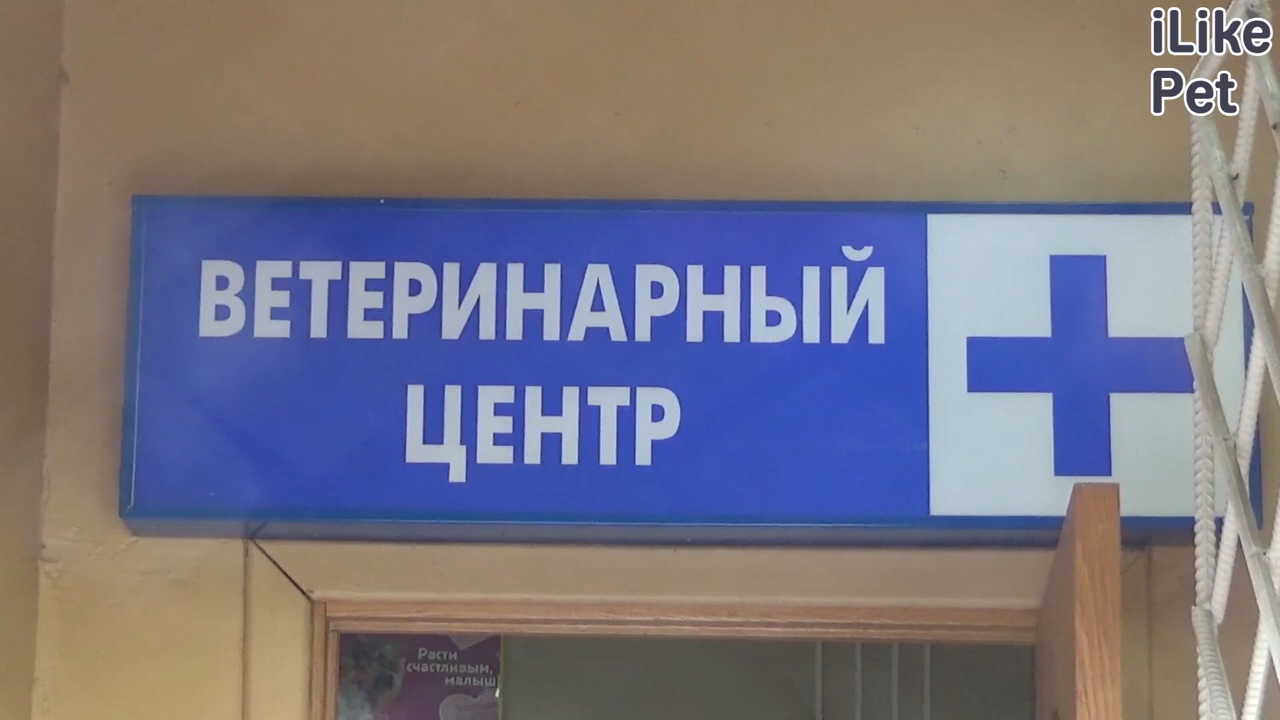 iLike
Pet
ВЕТЕРИНАРНЫЙ
ЦЕНТР
Расти
счастливым,
малыш